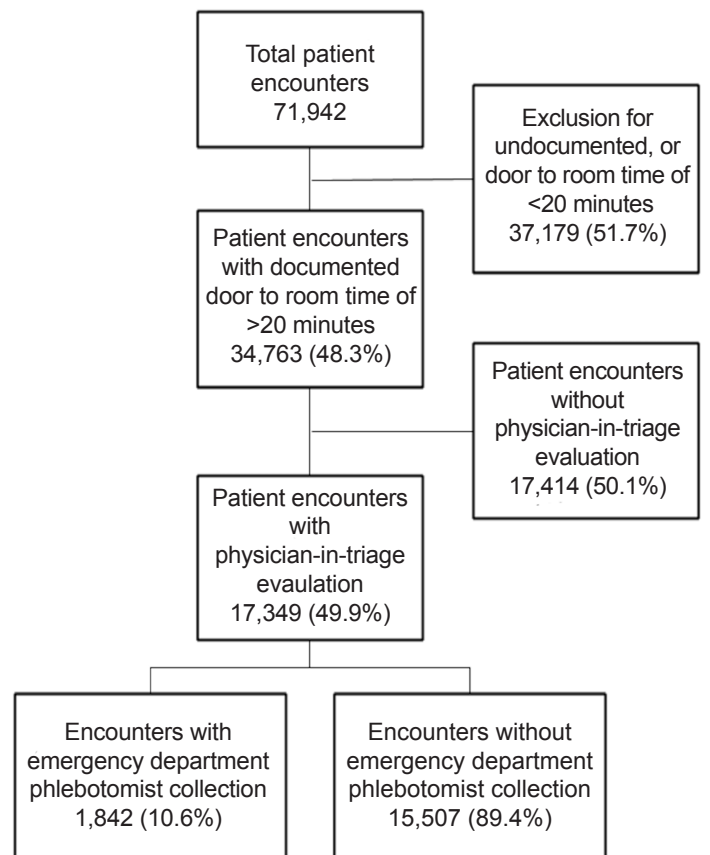 Total patient
encounters
71,942
Exclusion for
undocumented, or
door to room time of
<20 minutes
37,179 (51.7%)
Patient encounters
with documented
door to room time of
>20 minutes
34,763 (48.3%)
Patient encounters
without
physician-in-triage
evaluation
17,414 (50.1%)
Patient encounters
with
physician-in-triage
evaulation
17,349 (49.9%)
Encounters with
emergency department
phlebotomist collection
1,842 (10.6%)
Encounters without
emergency department
phlebotomist collection
15,507 (89.4%)